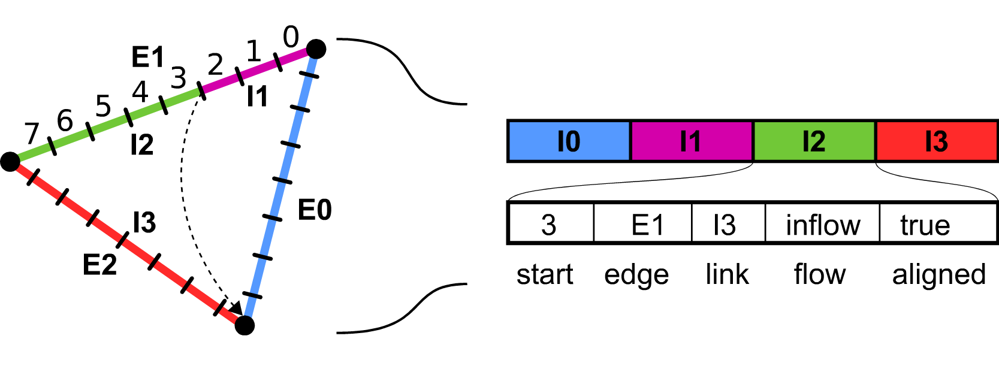 0
1
2
E1
3
4
I1
5
6
I2
7
I3
E0
E2
I0 I1 I2 I3
3 E1 I3 inflow true
start edge link flow aligned